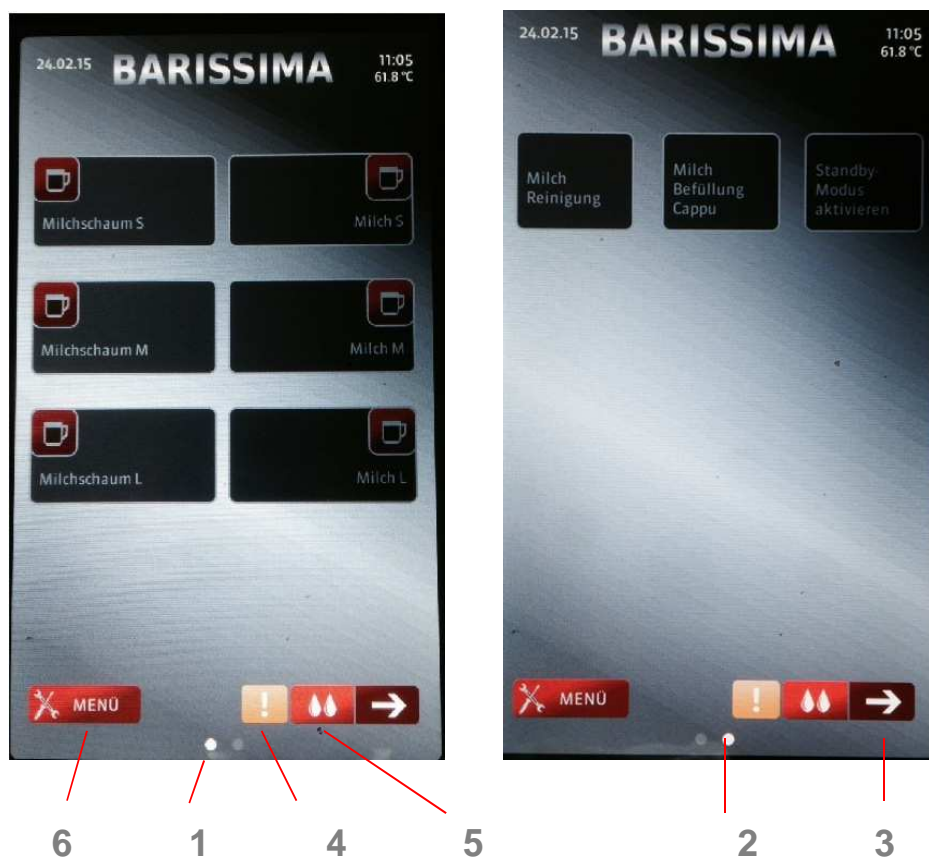 24.02.15
BARISSIMA
11:05
61.8 °C
Milchschaum S
Milch S
Milchschaum M
Milch M
Milchschaum L
Milch L
MENÜ
!
24.02.15
BARISSIMA
11:05
61.8 °C
Milch
Reinigung
Milch
Befüllung
Cappu
Standby-
Modus
aktivieren
MENÜ
!
6 1 4 5 2 3